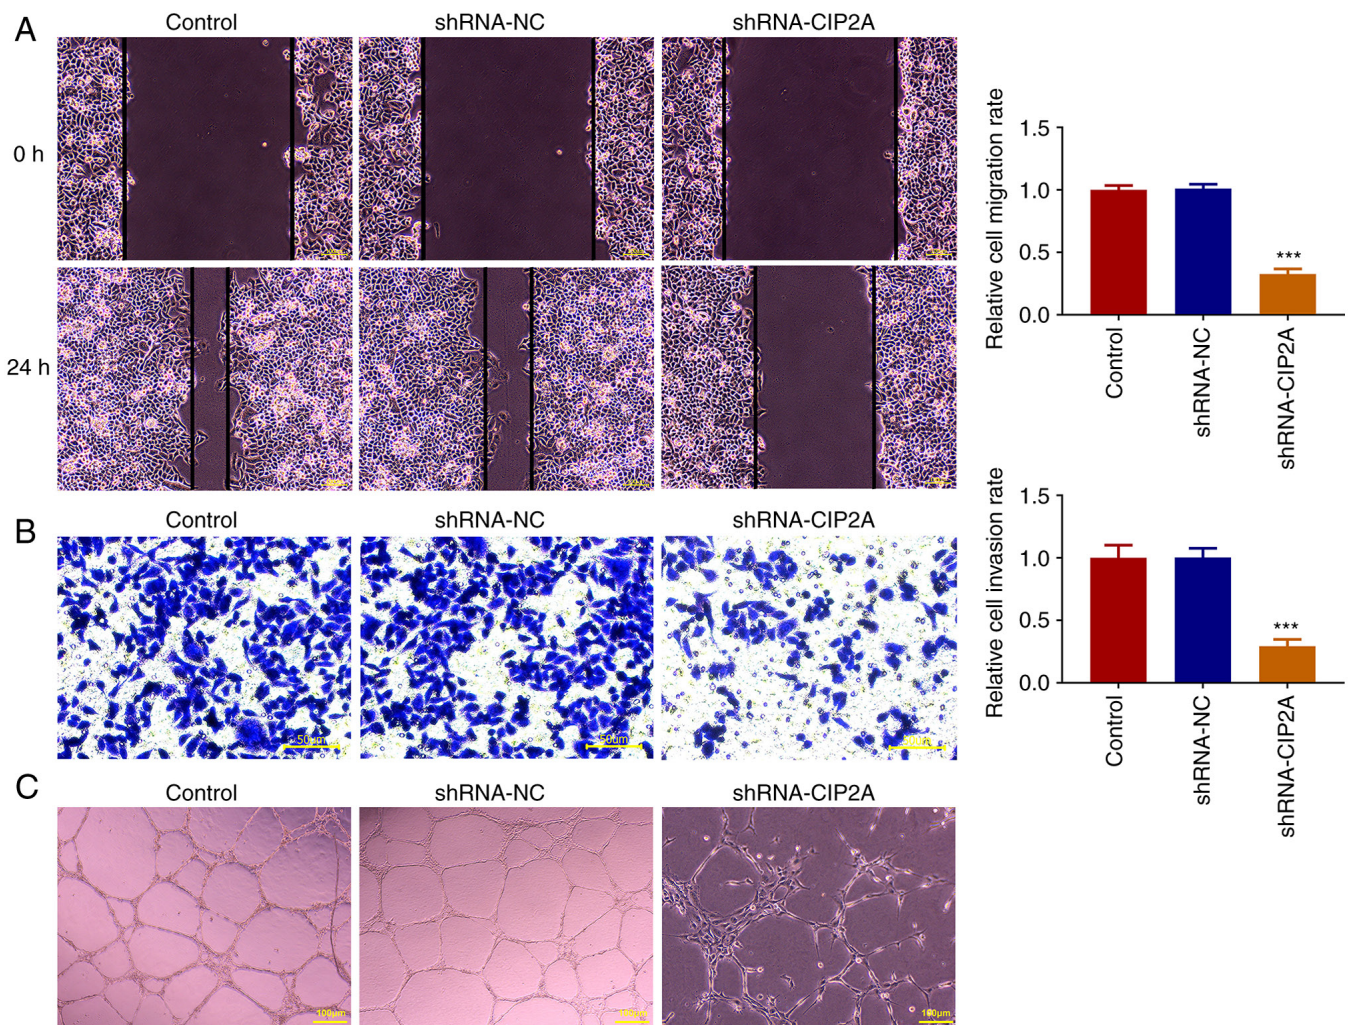 A
Control
shRNA-NC
shRNA-CIP2A
0 h
24 h
Relative cell migration rate
1.5
1.0
0.5
0.0
***
Control
shRNA-NC
shRNA-CIP2A
B
Control
shRNA-NC
shRNA-CIP2A
50μm
50μm
50μm
Relative cell invasion rate
1.5
1.0
0.5
0.0
***
Control
shRNA-NC
shRNA-CIP2A
C
Control
shRNA-NC
shRNA-CIP2A
100μm
100μm
100μm